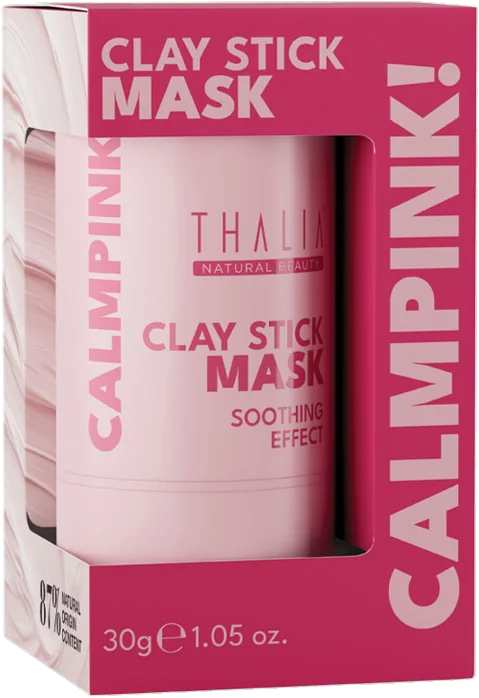 CLAY STICK
MASK
CALMPINK!
CALMPINK
THALIA
NATURAL BEAUTY
CLAY STICK
MASK
SOOTHING
EFFECT
87%
NATURAL
ORIGIN
CONTENT
30g ℮ 1.05 oz.